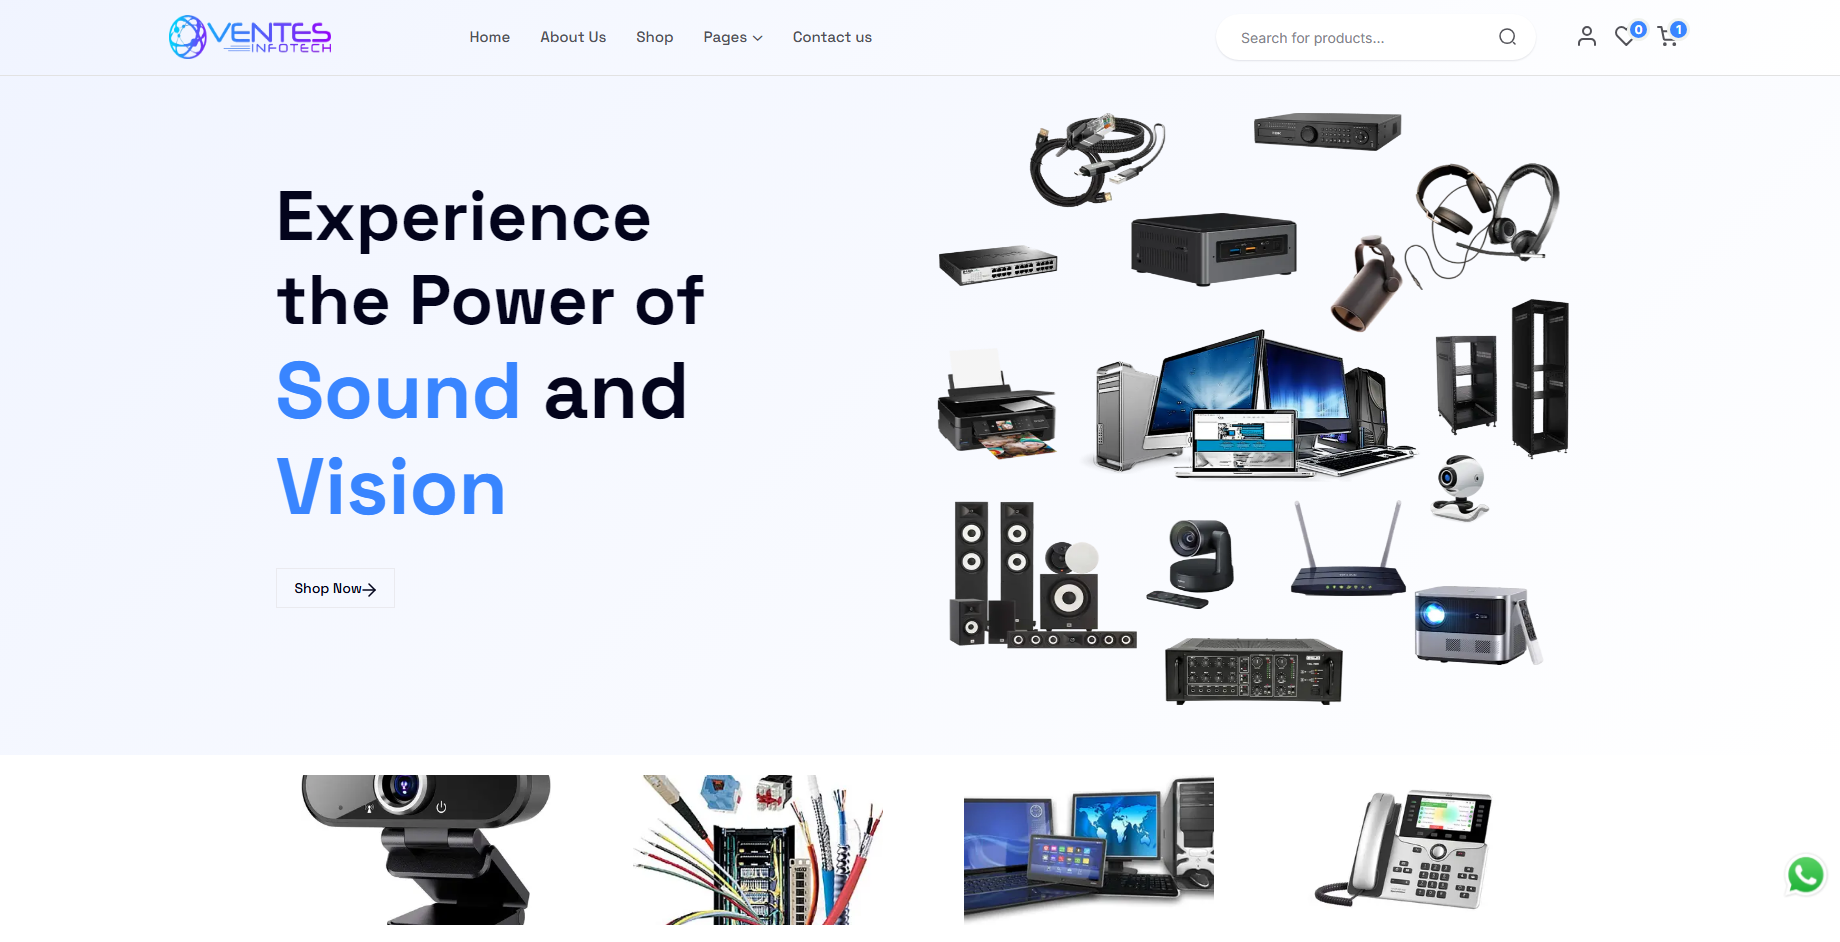 VENTES
INFOTECH
Home
About Us
Shop
Pages
Contact us
Search for products...
0
1
Experience
the Power of
Sound and
Vision
Shop Now